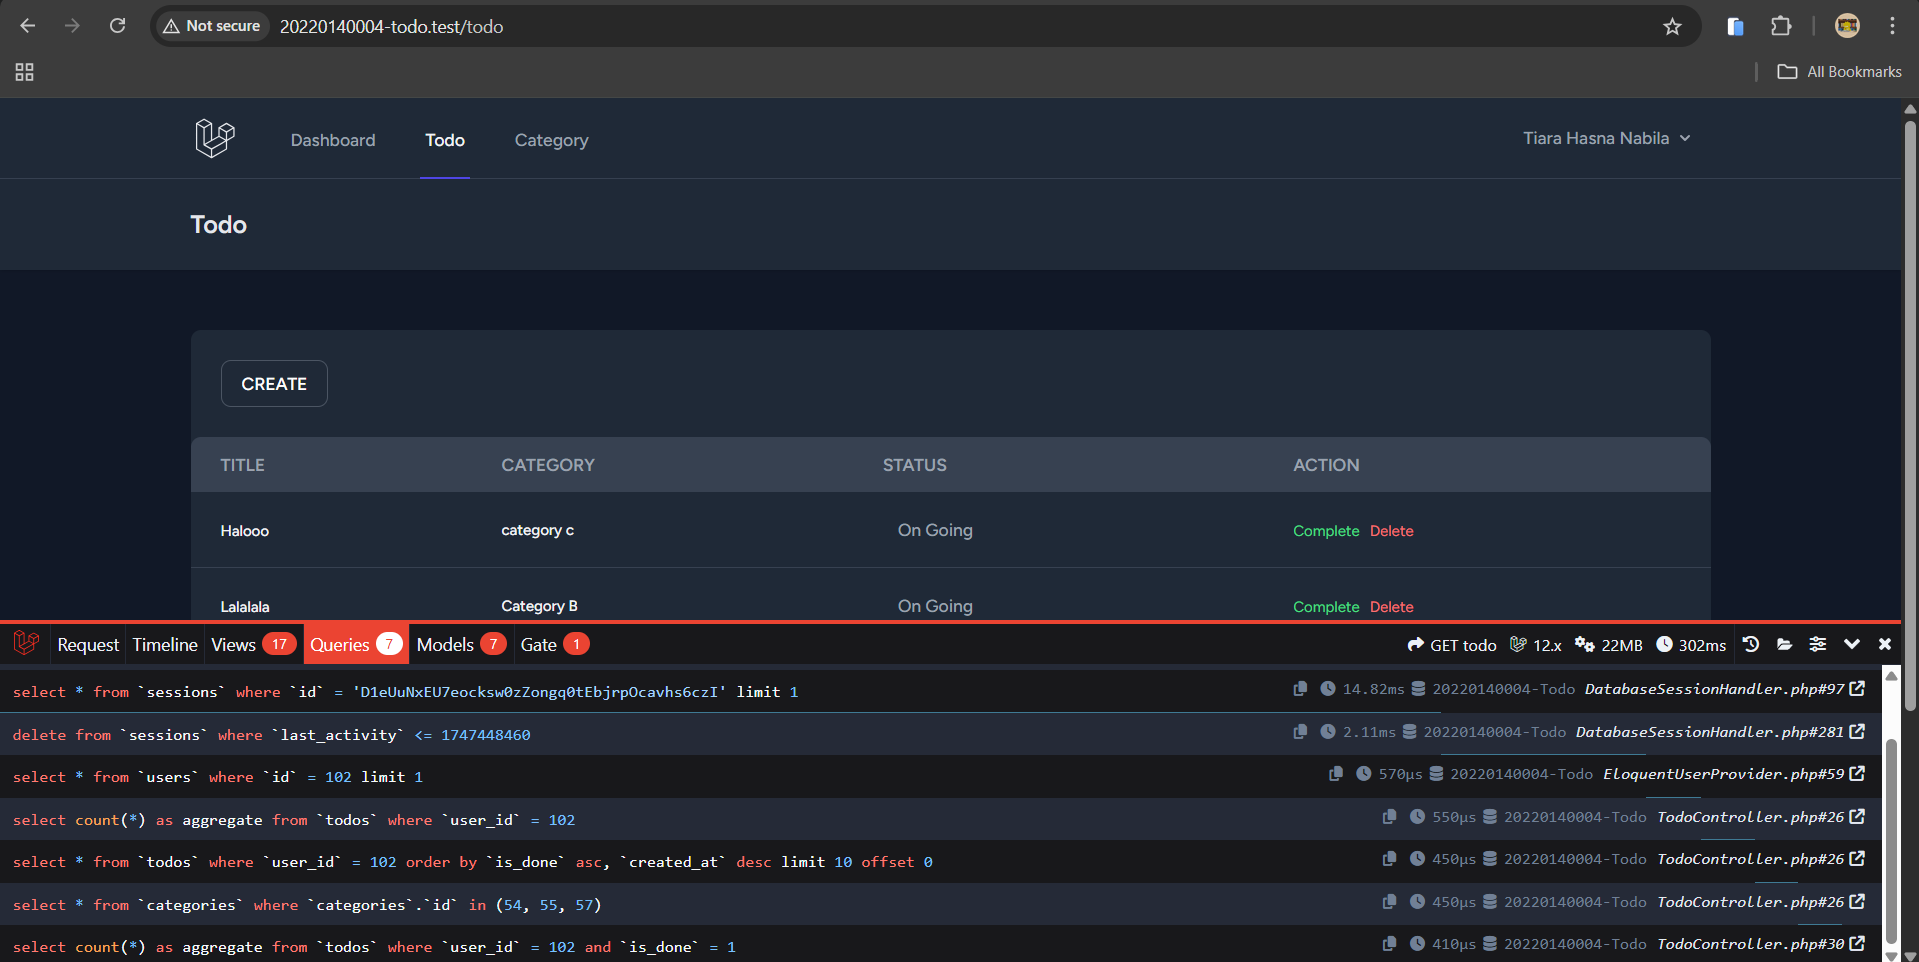 Not secure 20220140004-todo.test/todo
All Bookmarks
Dashboard Todo Category Tiara Hasna Nabila
Todo
CREATE
TITLE CATEGORY STATUS ACTION
Halooo category c On Going Complete Delete
Lalalala Category B On Going Complete Delete
Request Timeline Views 17 Queries 7 Models 7 Gate 1 GET todo 12.x 22MB 302ms
select * from `sessions` where `id` = 'D1eUuNxEU7eocksw0zZongq0tEbjrpOcavhs6czI' limit 1 14.82ms 20220140004-Todo DatabaseSessionHandler.php#97
delete from `sessions` where `last_activity` <= 1747448460 2.11ms 20220140004-Todo DatabaseSessionHandler.php#281
select * from `users` where `id` = 102 limit 1 570μs 20220140004-Todo EloquentUserProvider.php#59
select count(*) as aggregate from `todos` where `user_id` = 102 550μs 20220140004-Todo TodoController.php#26
select * from `todos` where `user_id` = 102 order by `is_done` asc, `created_at` desc limit 10 offset 0 450μs 20220140004-Todo TodoController.php#26
select * from `categories` where `categories`.`id` in (54, 55, 57) 450μs 20220140004-Todo TodoController.php#26
select count(*) as aggregate from `todos` where `user_id` = 102 and `is_done` = 1 410μs 20220140004-Todo TodoController.php#30